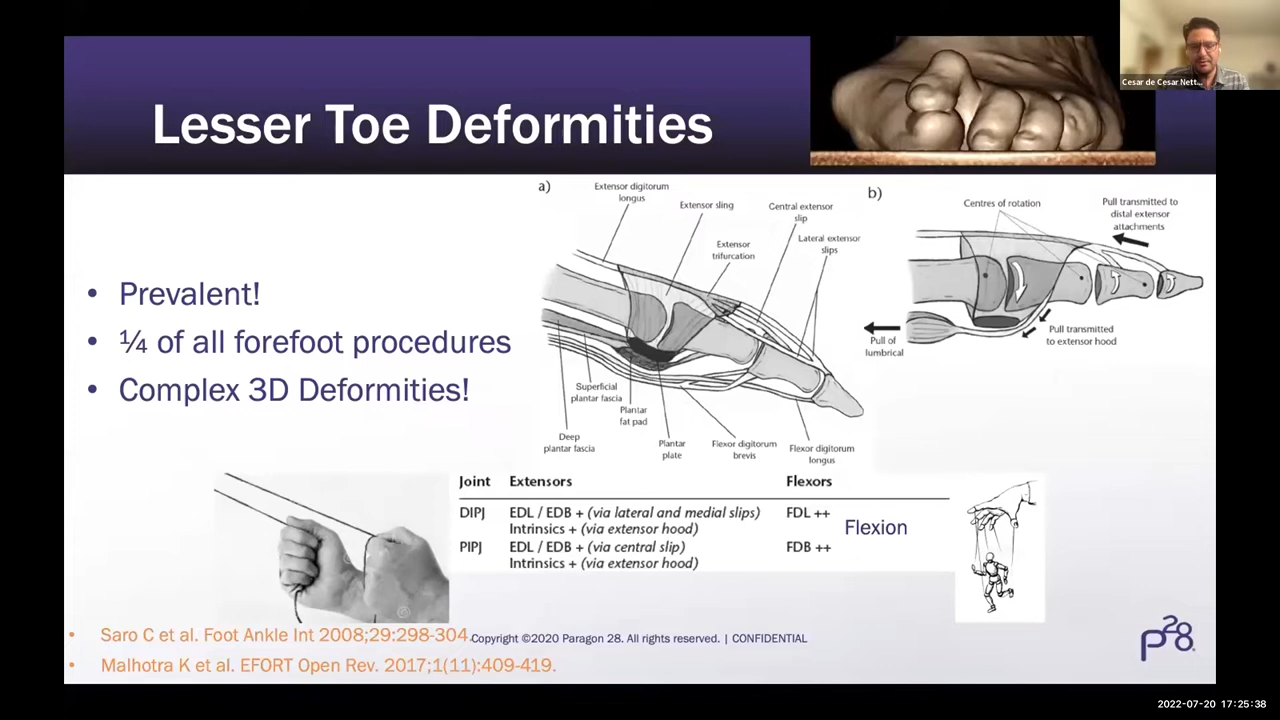 Cesar de Cesar Nett...
Lesser Toe Deformities
• Prevalent!
• ¼ of all forefoot procedures
• Complex 3D Deformities!
a)
Extensor digitorum
longus
Extensor sling
Central extensor
slip
Extensor
trifurcation
Lateral extensor
slips
Superficial
plantar fascia
Plantar
fat pad
Deep
plantar fascia
Plantar
plate
Flexor digitorum
brevis
Flexor digitorum
longus
b)
Centres of rotation
Pull transmitted to
distal extensor
attachments
Pull of
lumbrical
Pull transmitted
to extensor hood
Joint Extensors Flexors
DIPJ EDL / EDB + (via lateral and medial slips) FDL ++
Intrinsics + (via extensor hood)
Flexion
PIPJ EDL / EDB + (via central slip) FDB ++
Intrinsics + (via extensor hood)
• Saro C et al. Foot Ankle Int 2008;29:298-304.
Copyright ©2020 Paragon 28. All rights reserved. | CONFIDENTIAL
• Malhotra K et al. EFORT Open Rev. 2017;1(11):409-419.
p28
2022-07-20 17:25:38